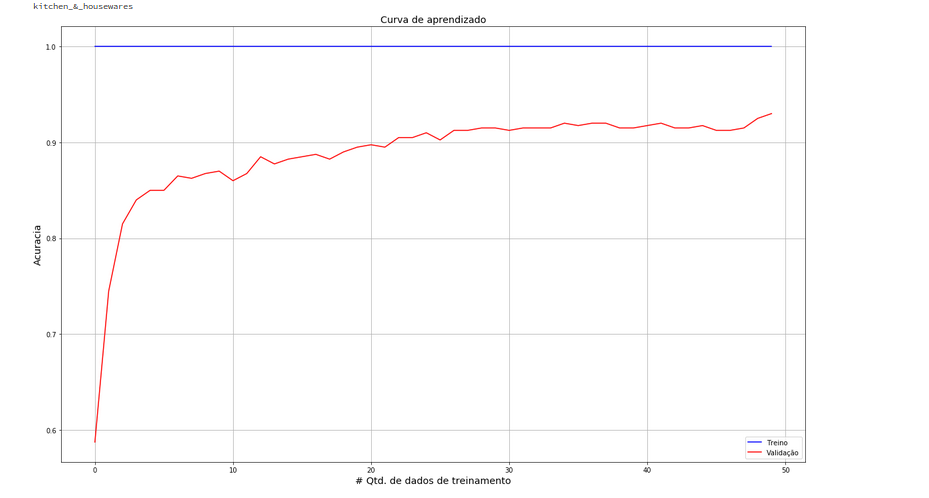 kitchen_&_housewares
Curva de aprendizado
1.0
0.9
0.8
0.7
0.6
Acuracia
0 10 20 30 40 50
# Qtd. de dados de treinamento
Treino
Validação